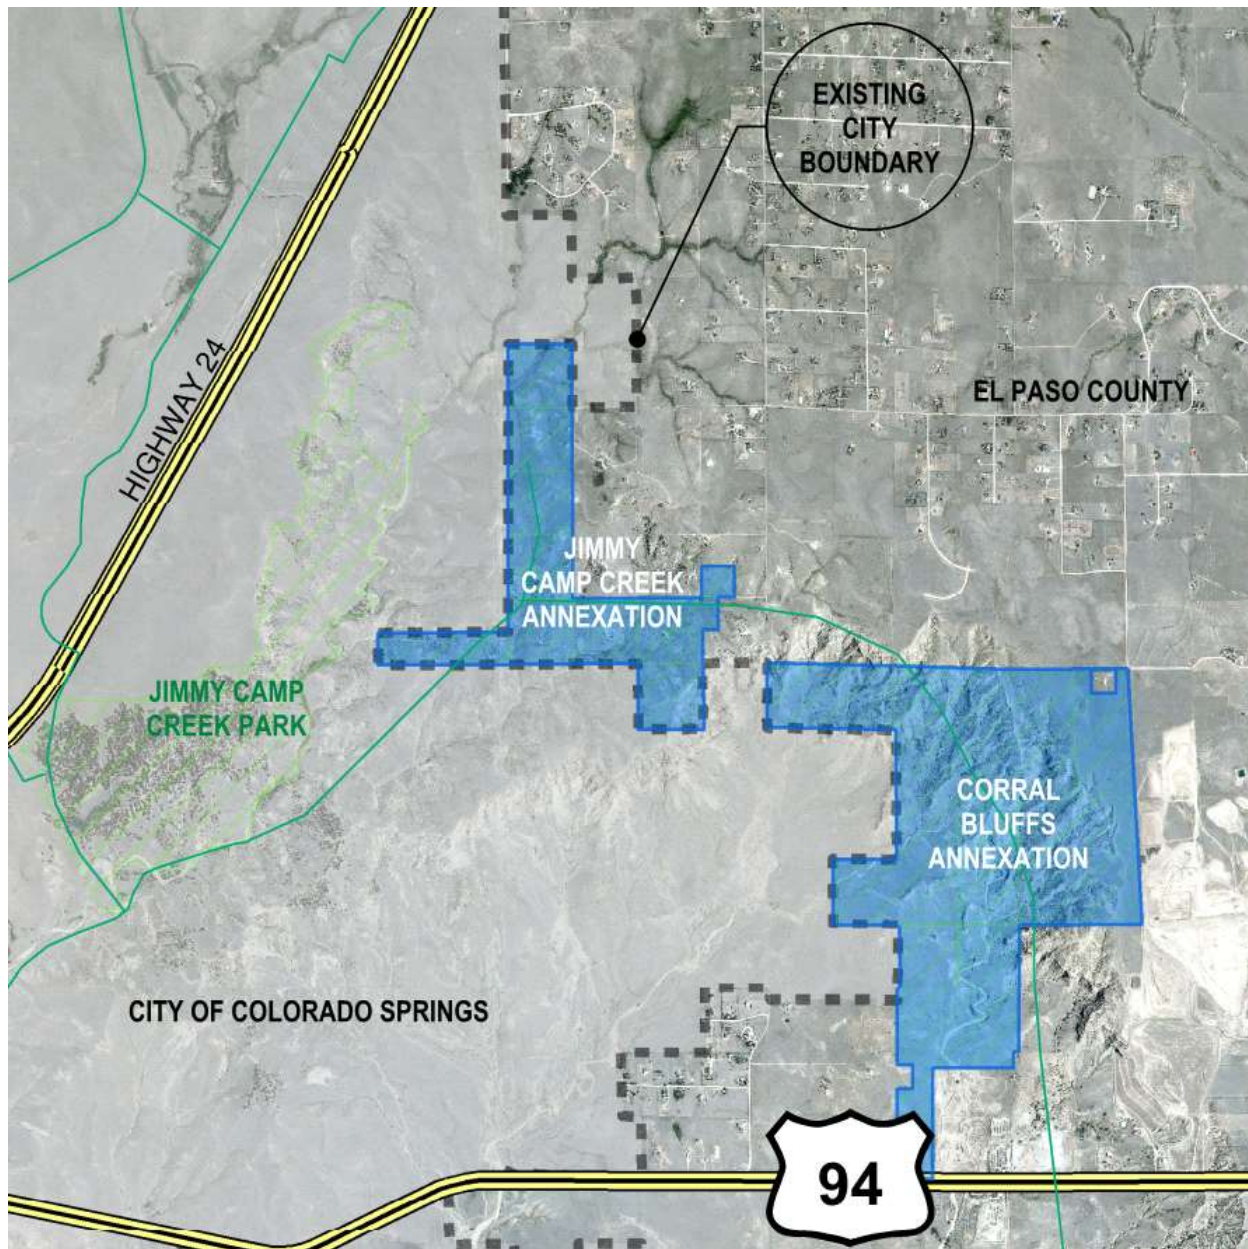 EXISTING
CITY
BOUNDARY
HIGHWAY 24
EL PASO COUNTY
JIMMY
CAMP CREEK
ANNEXATION
JIMMY CAMP
CREEK PARK
CORRAL
BLUFFS
ANNEXATION
CITY OF COLORADO SPRINGS
94